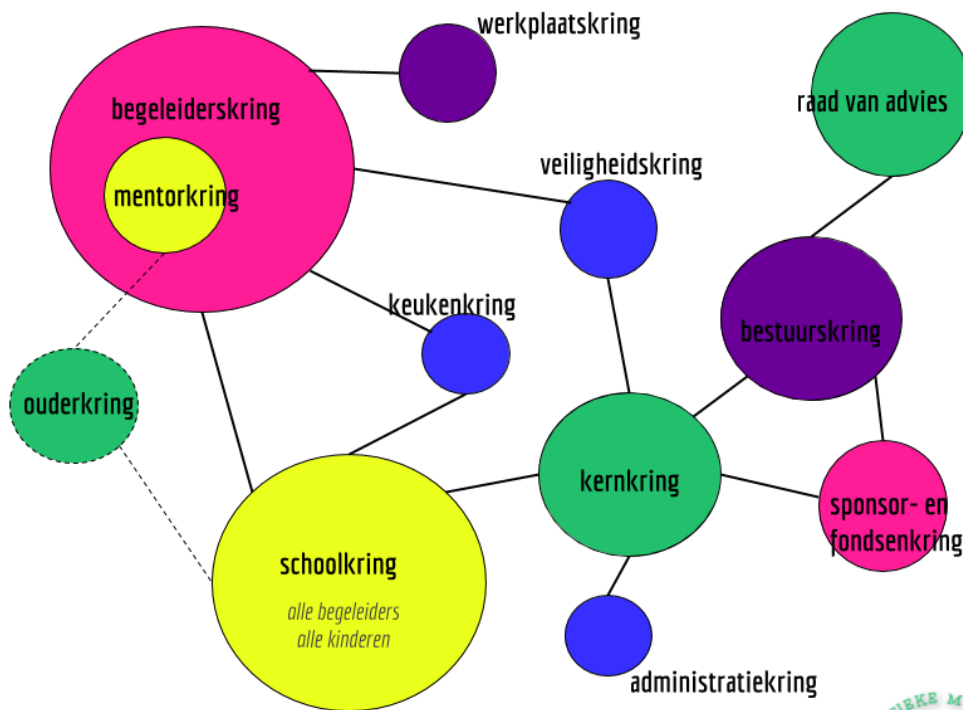 werkplaatskring
raad van advies
begeleiderskring
veiligheidskring
mentorkring
keukenkring
bestuurskring
ouderkring
kernkring
sponsor- en
fondsenkring
schoolkring
alle begeleiders
alle kinderen
administratiekring